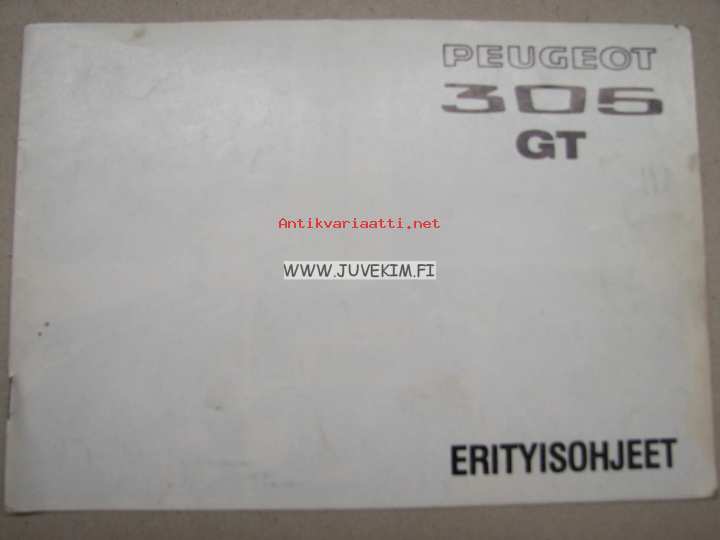 PEUGEOT
305
GT
Antikvariaatti.net
WWW.JUVEKIM.FI
ERITYISOHJEET